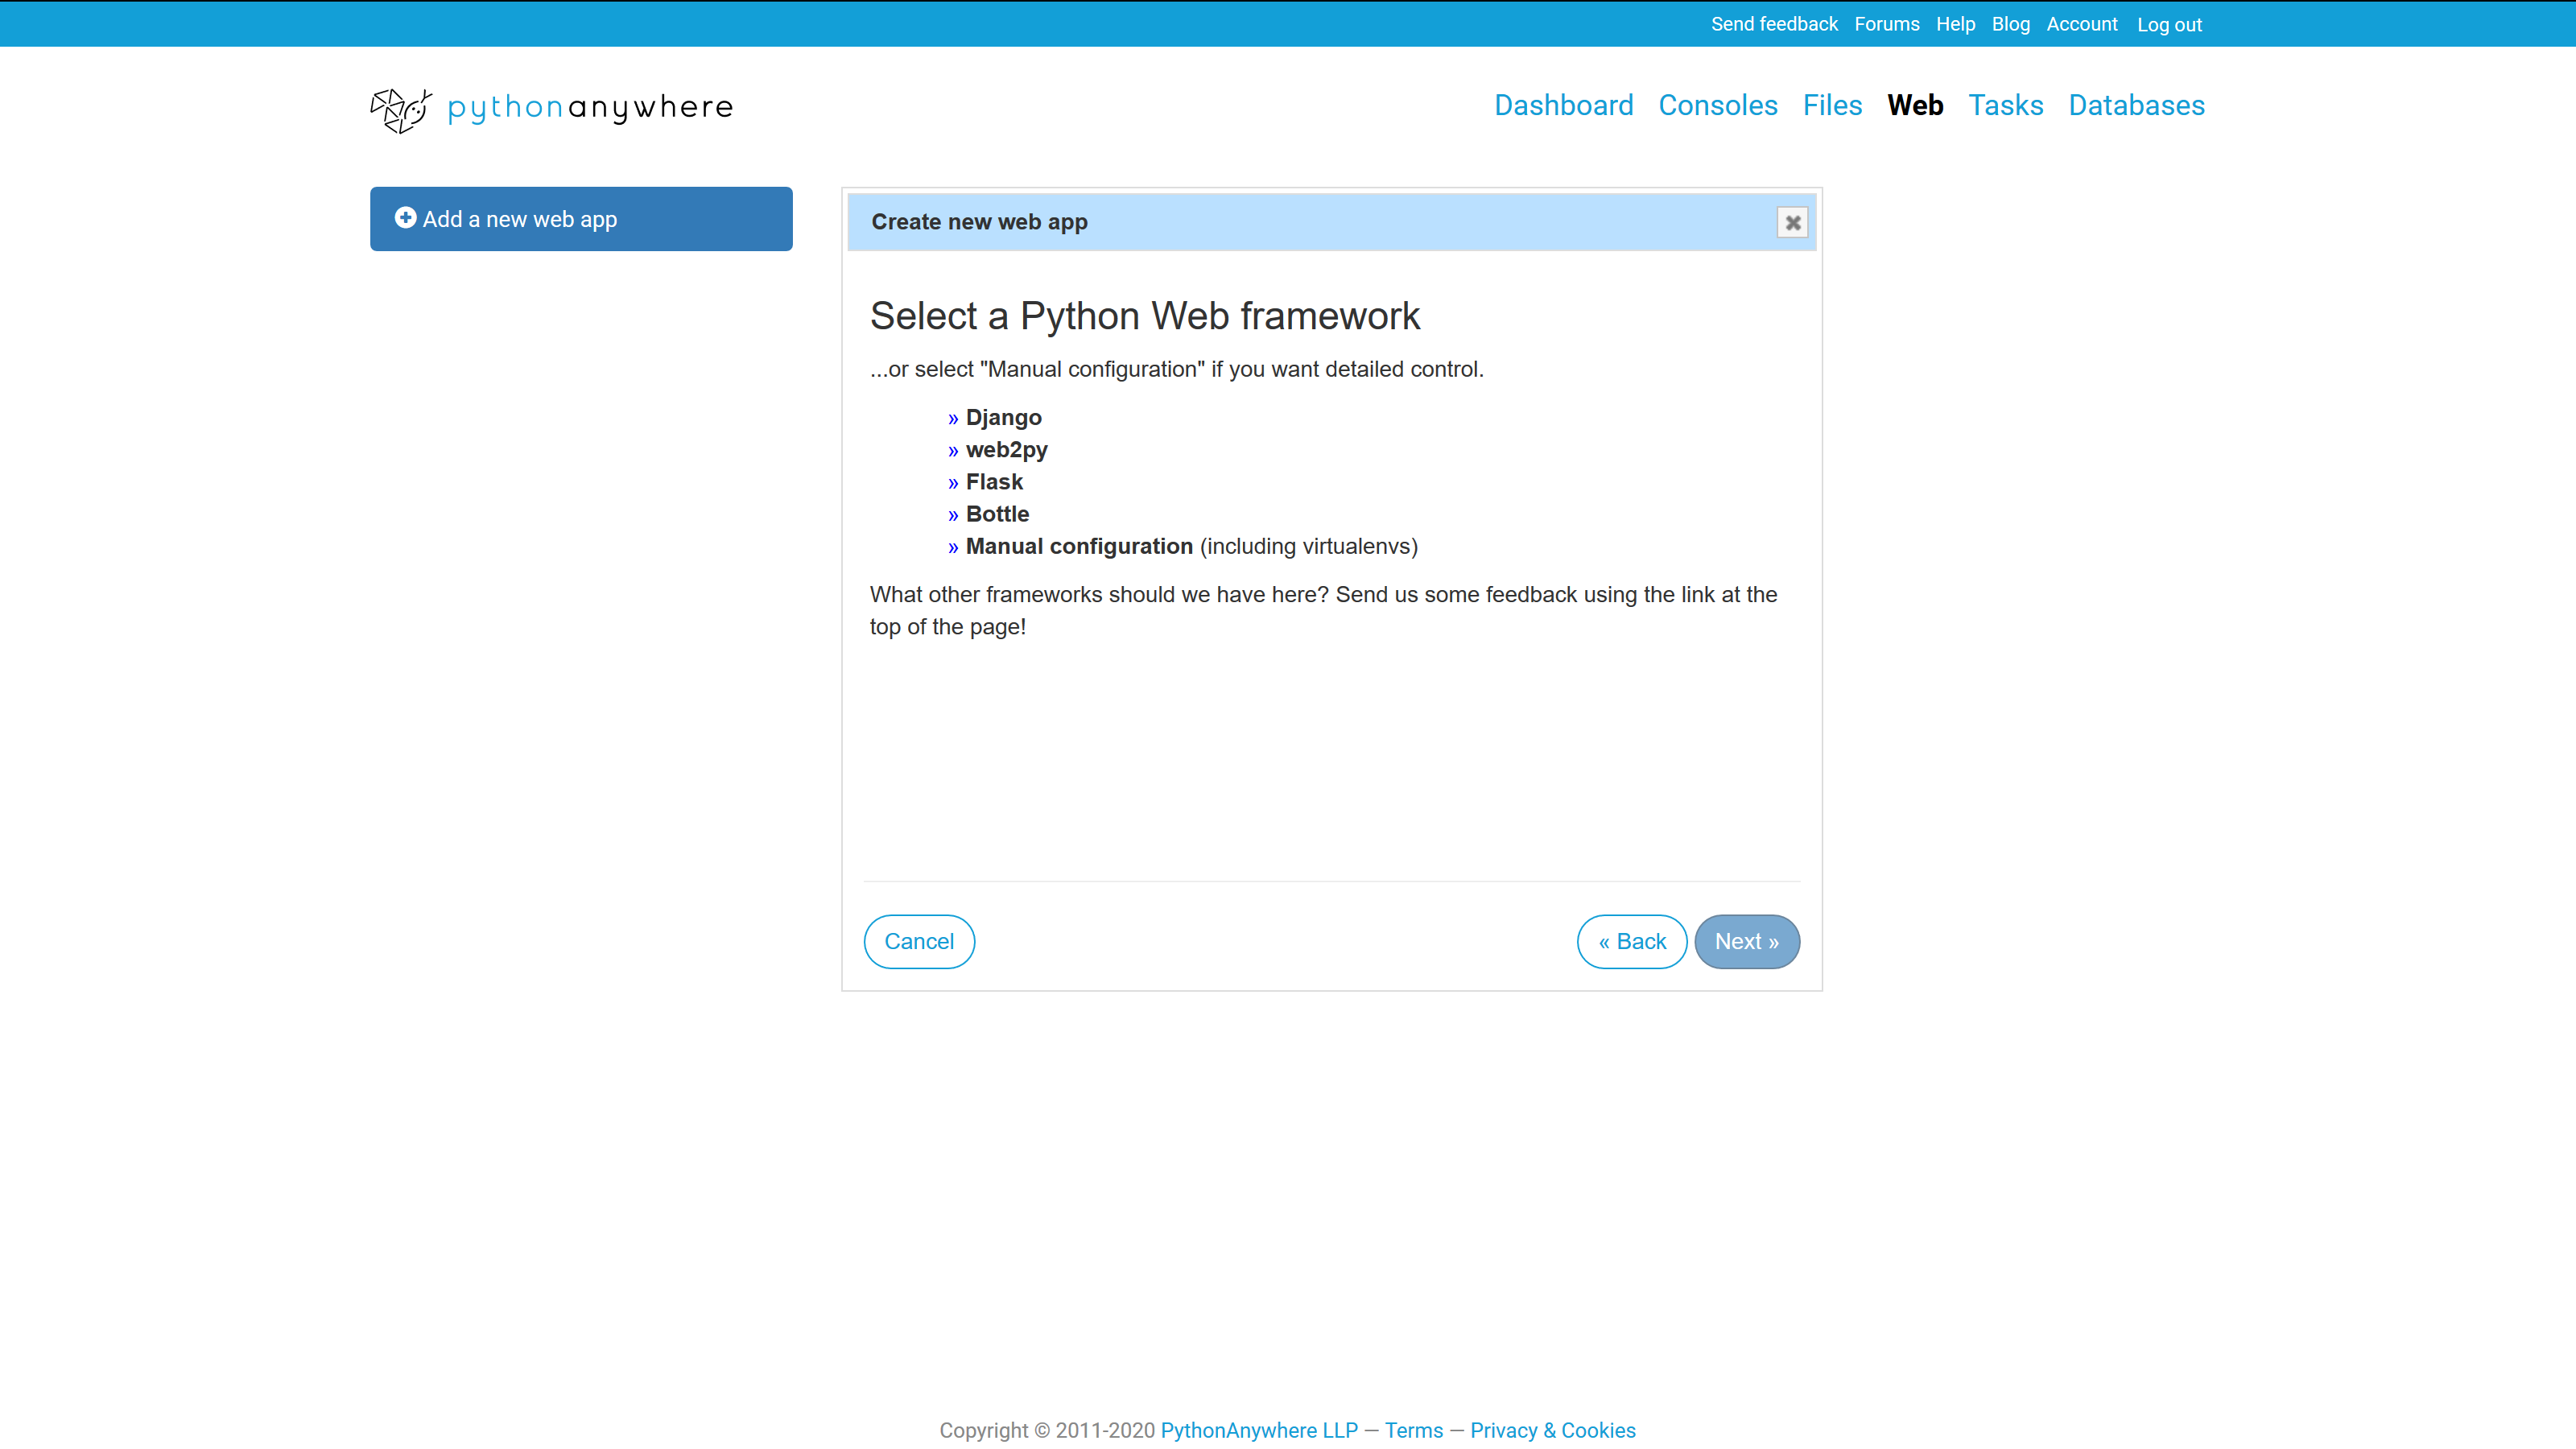 Send feedback Forums Help Blog Account Log out
pythonanywhere
Dashboard Consoles Files Web Tasks Databases
Add a new web app
Create new web app
Select a Python Web framework
...or select "Manual configuration" if you want detailed control.
» Django
» web2py
» Flask
» Bottle
» Manual configuration (including virtualenvs)
What other frameworks should we have here? Send us some feedback using the link at the
top of the page!
Cancel
« Back
Next »
Copyright © 2011-2020 PythonAnywhere LLP — Terms — Privacy & Cookies